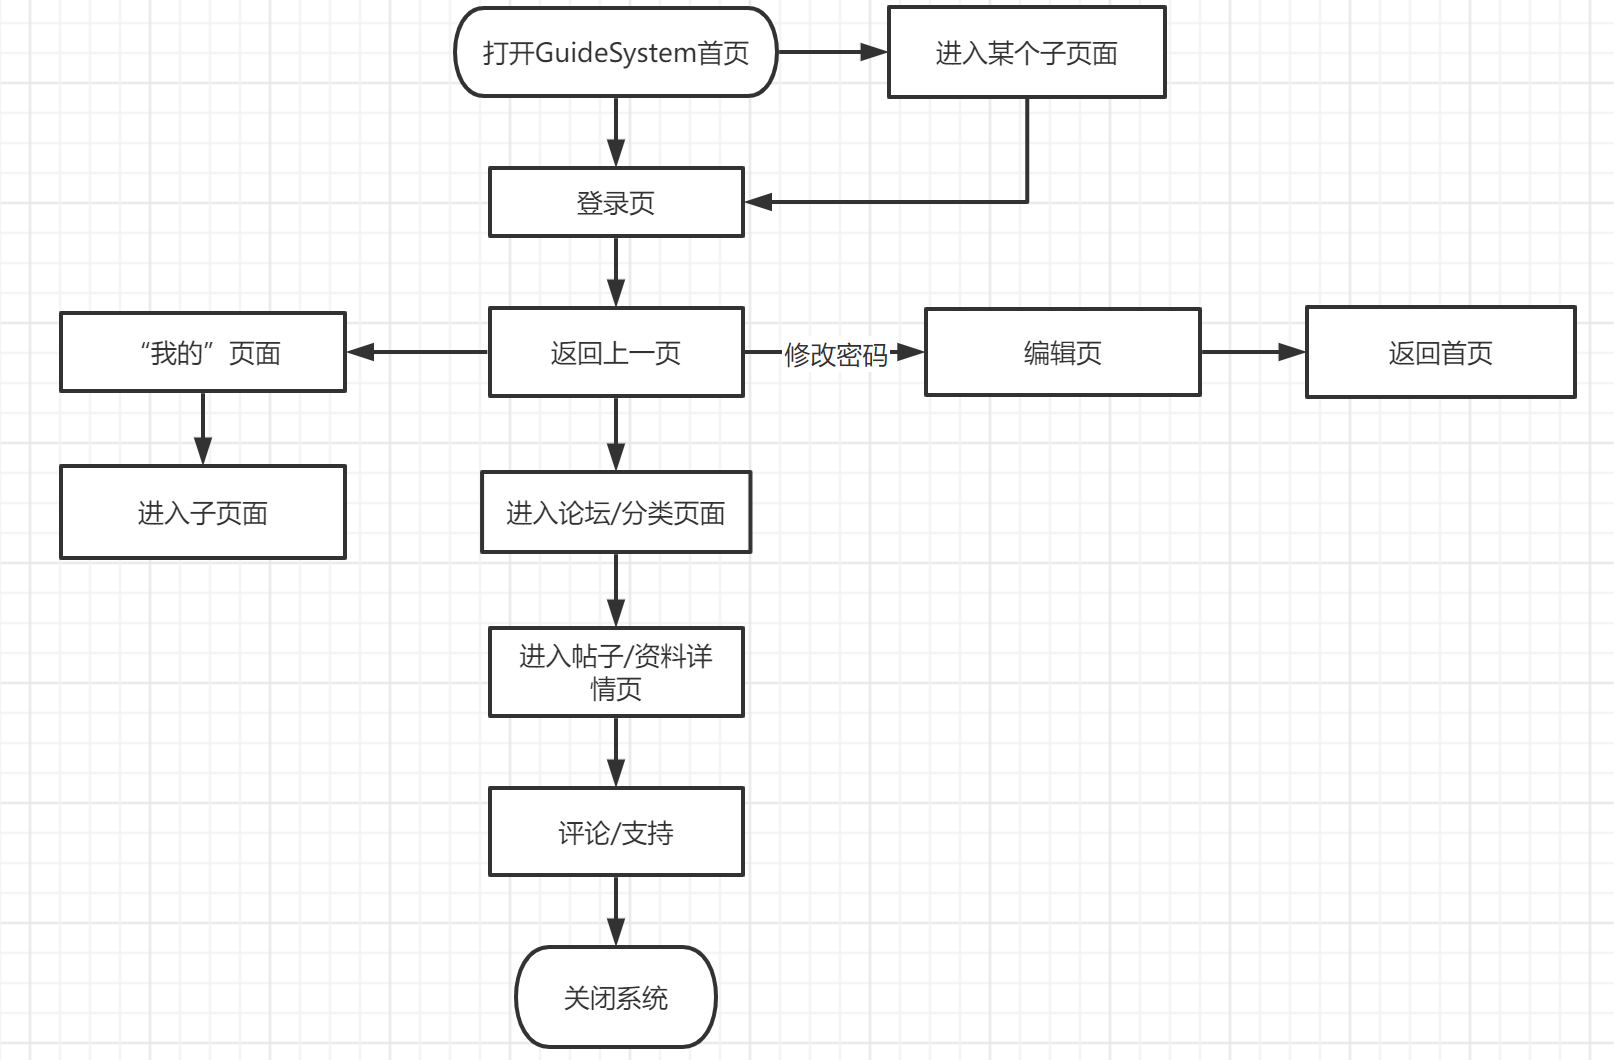 打开GuideSystem首页
进入某个子页面
登录页
“我的”页面
返回上一页
修改密码
编辑页
返回首页
进入子页面
进入论坛/分类页面
进入帖子/资料详
情页
评论/支持
关闭系统